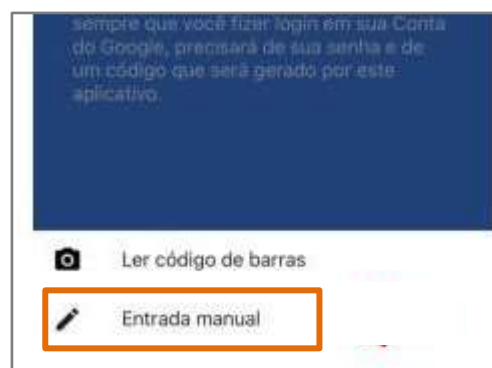 sempre que você fizer login em sua Conta
do Google, precisará de sua senha e de
um código que será gerado por este
aplicativo.
Ler código de barras
Entrada manual